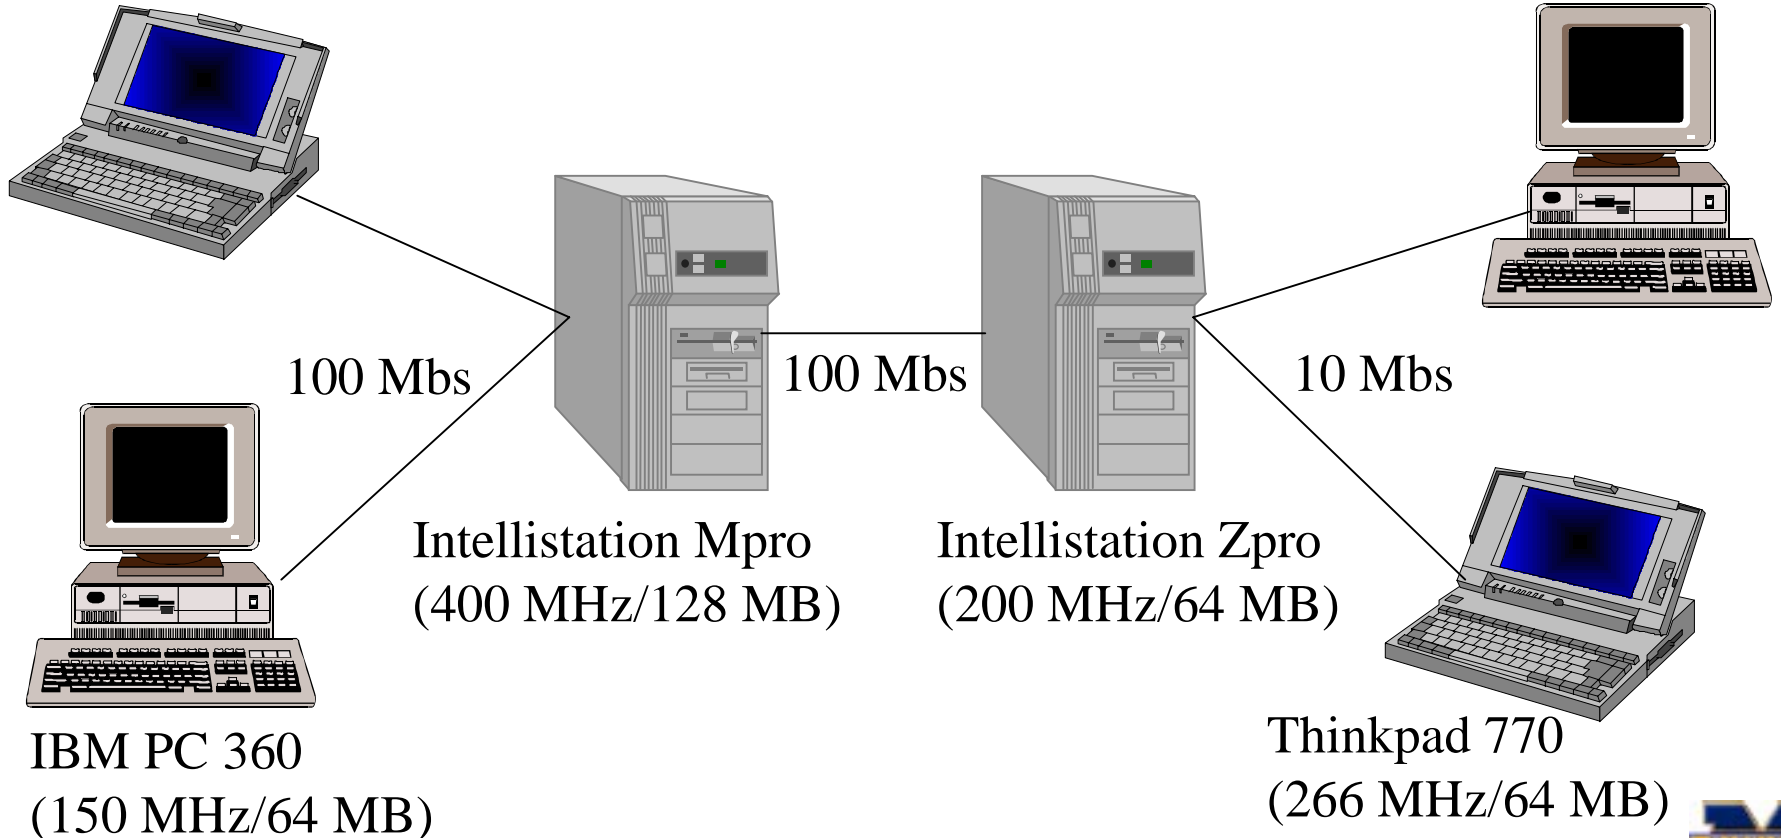 100 Mbs
100 Mbs
10 Mbs
Intellistation Mpro
(400 MHz/128 MB)
Intellistation Zpro
(200 MHz/64 MB)
IBM PC 360
(150 MHz/64 MB)
Thinkpad 770
(266 MHz/64 MB)